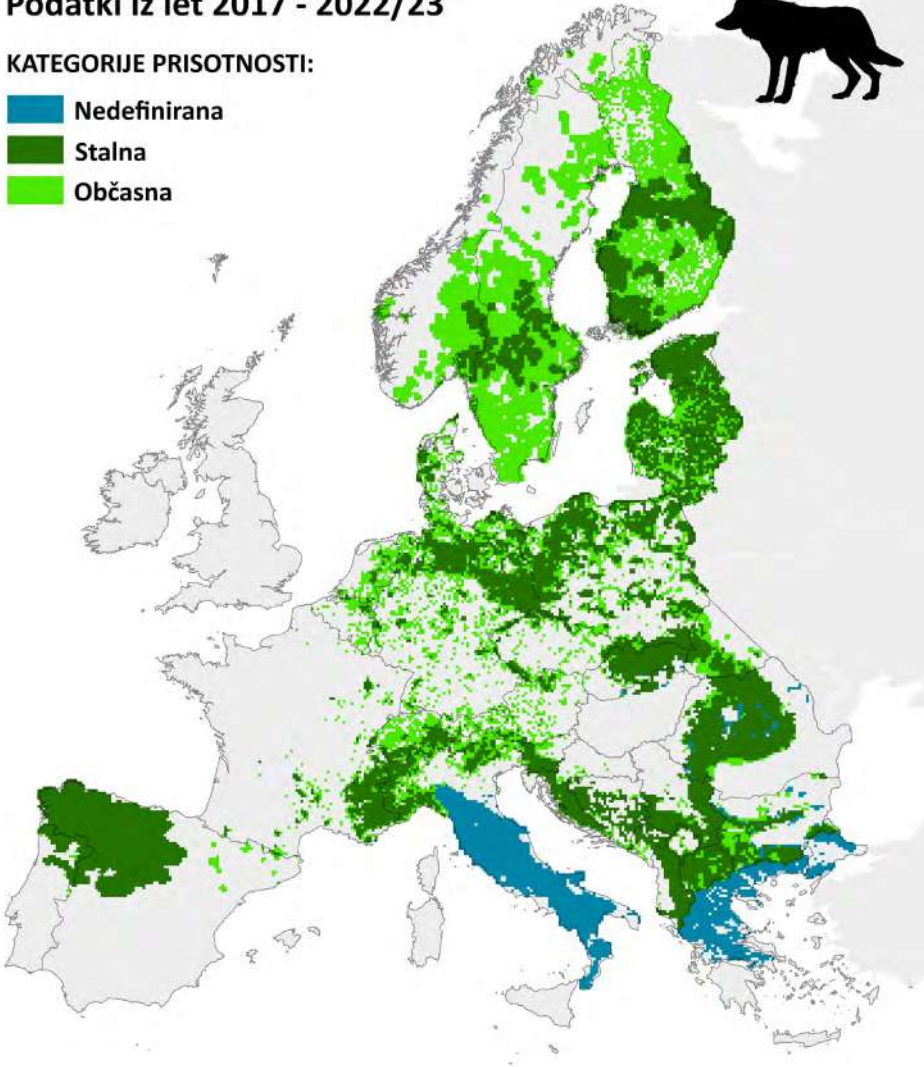 Podatki iz let 2017 - 2022/23
KATEGORIJE PRISOTNOSTI:
Nedefinirana
Stalna
Občasna